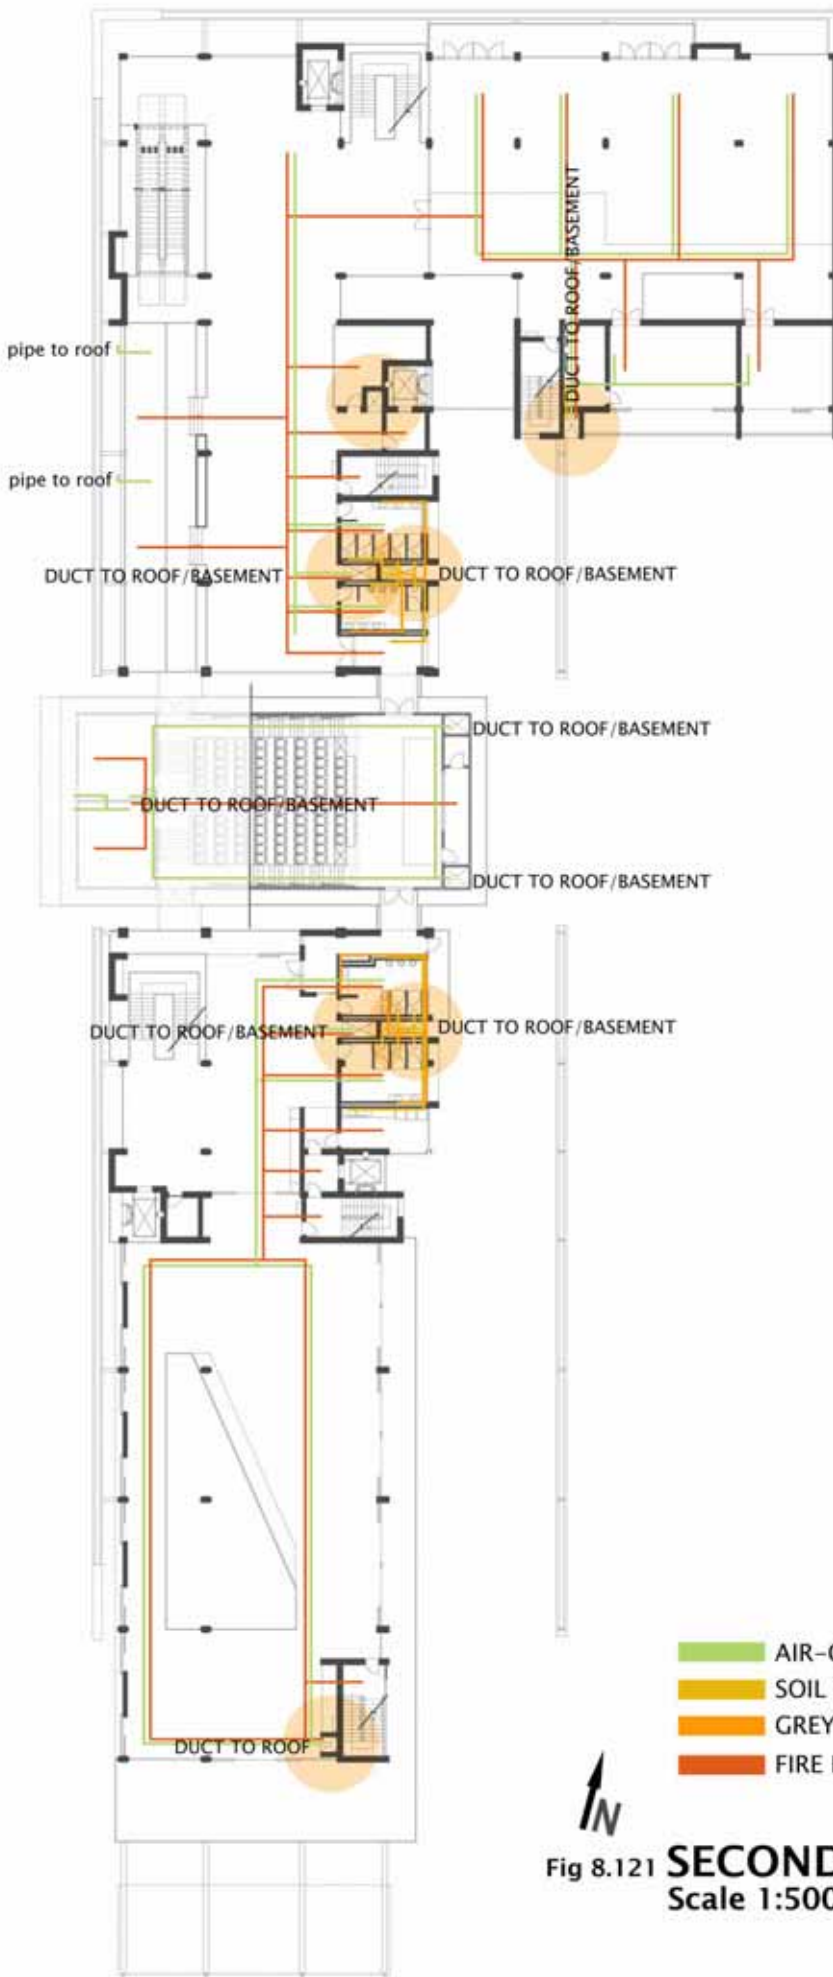 DUCT TO ROOF/BASEMENT
pipe to roof
pipe to roof
DUCT TO ROOF/BASEMENT
DUCT TO ROOF/BASEMENT
DUCT TO ROOF/BASEMENT
DUCT TO ROOF/BASEMENT
DUCT TO ROOF/BASEMENT
DUCT TO ROOF/BASEMENT
DUCT TO ROOF/BASEMENT
DUCT TO ROOF
AIR-
SOIL
GREY
FIRE
N
Fig 8.121 SECOND
Scale 1:500